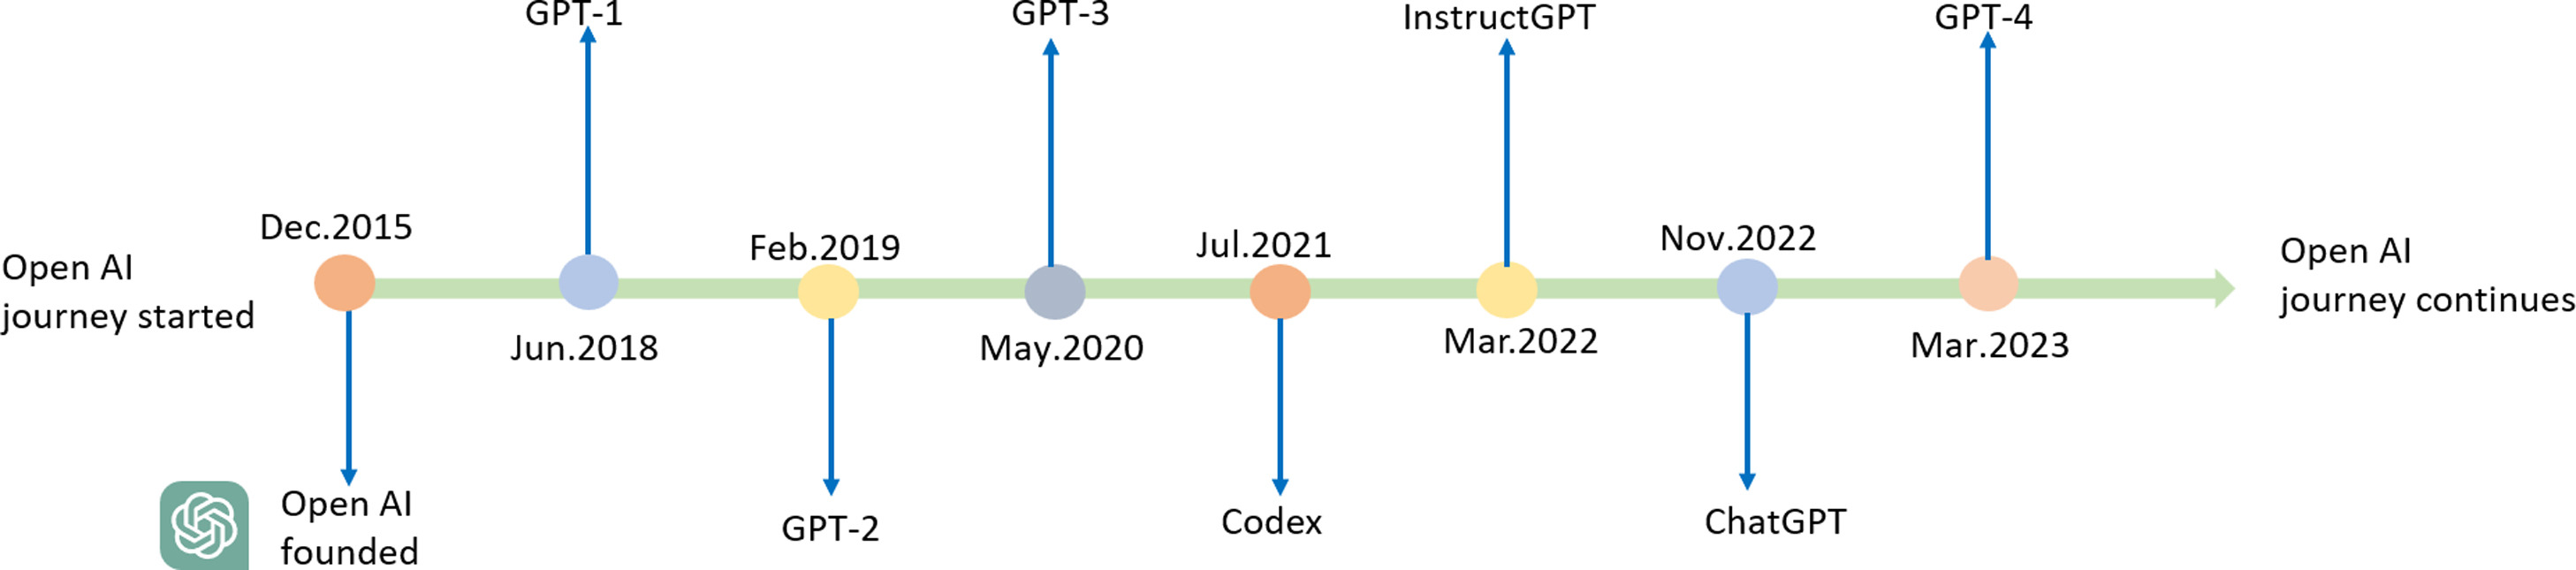 GPT-1
GPT-3
InstructGPT
GPT-4
Dec.2015
Feb.2019
Jul.2021
Nov.2022
Open AI
journey started
Open AI
journey continues
Jun.2018
May.2020
Mar.2022
Mar.2023
Open AI
founded
GPT-2
Codex
ChatGPT